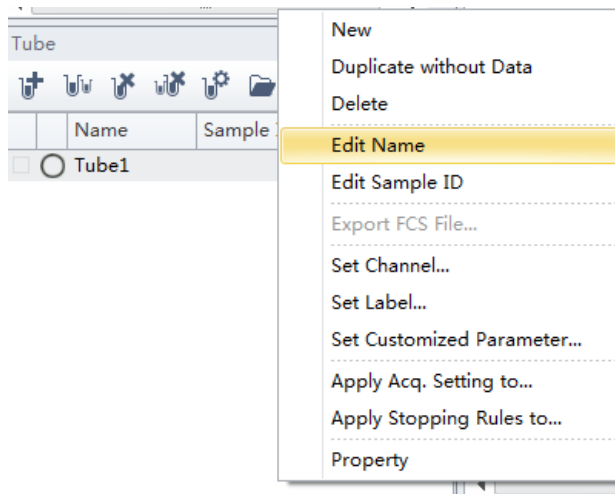 Tube
Name
Sample
Tube1
New
Duplicate without Data
Delete
Edit Name
Edit Sample ID
Export FCS File...
Set Channel...
Set Label...
Set Customized Parameter...
Apply Acq. Setting to...
Apply Stopping Rules to...
Property